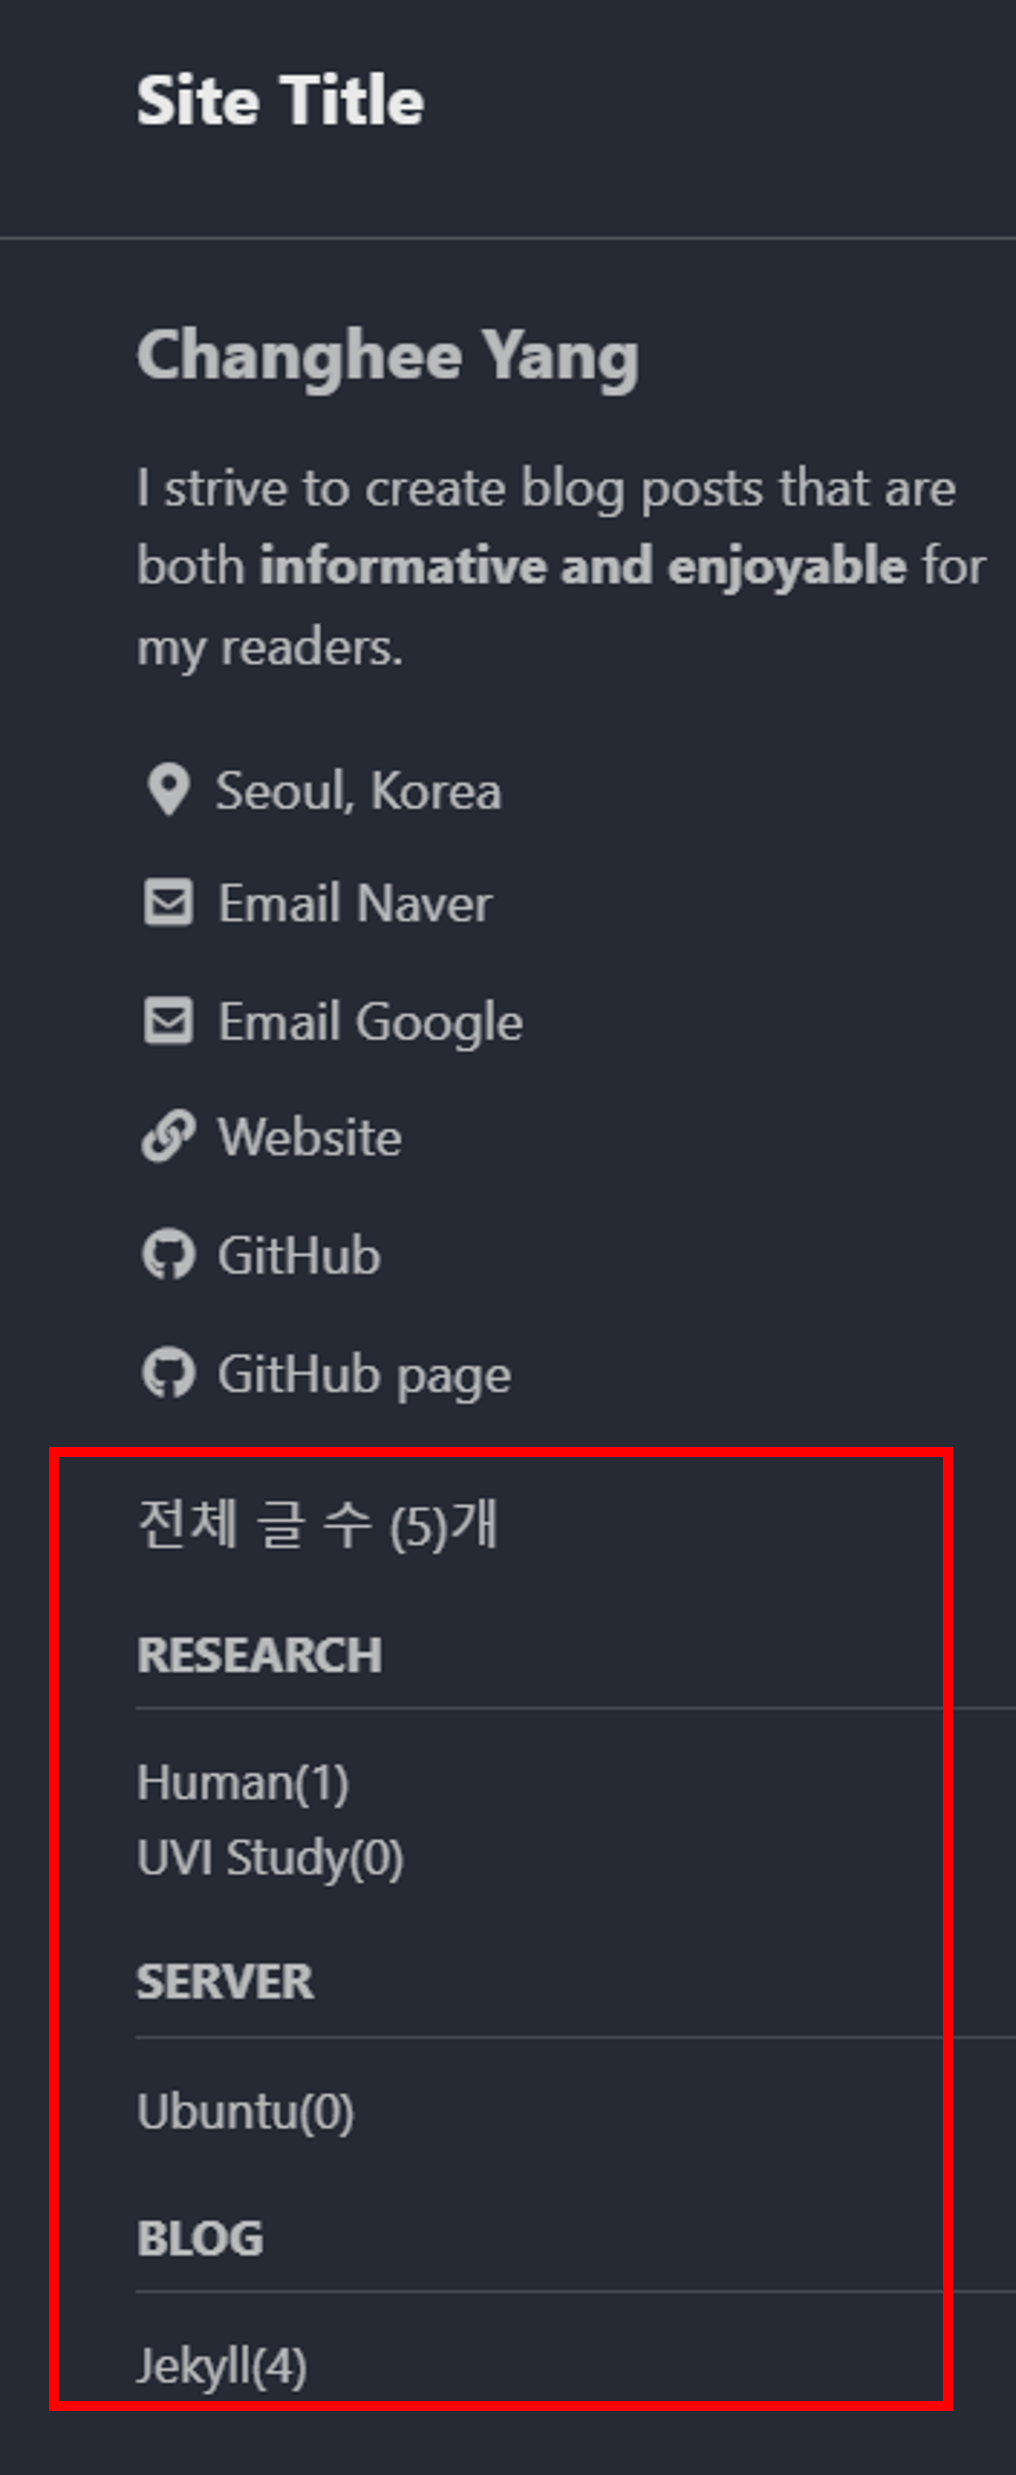 Site Title
Changhee Yang
I strive to create blog posts that are
both informative and enjoyable for
my readers.
Seoul, Korea
Email Naver
Email Google
Website
GitHub
GitHub page
전체 글 수 (5)개
RESEARCH
Human(1)
UVI Study(0)
SERVER
Ubuntu(0)
BLOG
Jekyll(4)